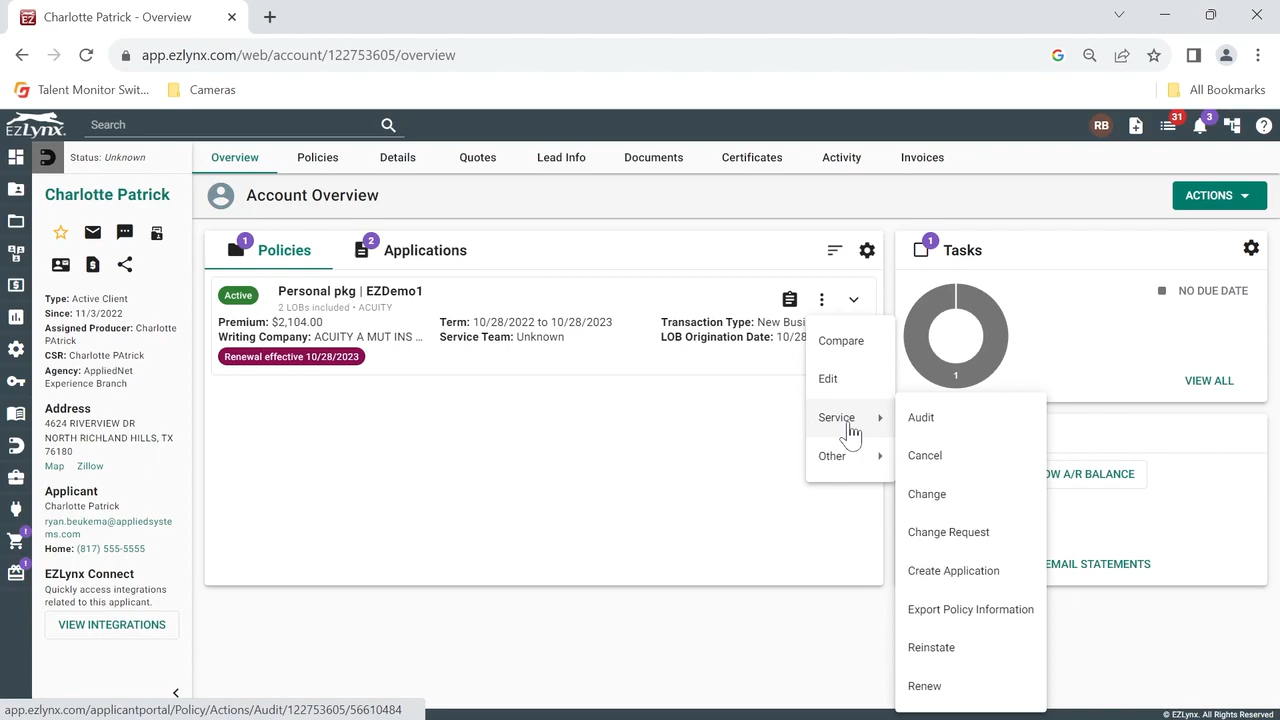 Charlotte Patrick - Overview
app.ezlynx.com/web/account/122753605/overview
Talent Monitor Swit...
Cameras
All Bookmarks
EZLynx
Search
RB
31
3
Status: Unknown
Overview
Policies
Details
Quotes
Lead Info
Documents
Certificates
Activity
Invoices
Charlotte Patrick
Account Overview
ACTIONS
Type: Active Client
Since: 11/3/2022
Assigned Producer: Charlotte
PAtrick
CSR: Charlotte PAtrick
Agency: AppliedNet
Experience Branch
Address
4624 RIVERVIEW DR
NORTH RICHLAND HILLS, TX
76180
Map
Zillow
Applicant
Charlotte Patrick
ryan.beukema@appliedsyste
ms.com
Home: (817) 555-5555
EZLynx Connect
Quickly access integrations
related to this applicant.
VIEW INTEGRATIONS
1
Policies
2
Applications
Active
Personal pkg | EZDemo1
2 LOBs included • ACUITY
Premium: $2,104.00
Term: 10/28/2022 to 10/28/2023
Transaction Type: New Busi
Writing Company: ACUITY A MUT INS ...
Service Team: Unknown
LOB Origination Date: 10/28
Renewal effective 10/28/2023
Compare
Edit
Service
Other
Audit
Cancel
Change
Change Request
Create Application
Export Policy Information
Reinstate
Renew
1
Tasks
NO DUE DATE
1
VIEW ALL
OW A/R BALANCE
EMAIL STATEMENTS
app.ezlynx.com/applicantportal/Policy/Actions/Audit/122753605/56610484
© EZLynx. All Rights Reserved